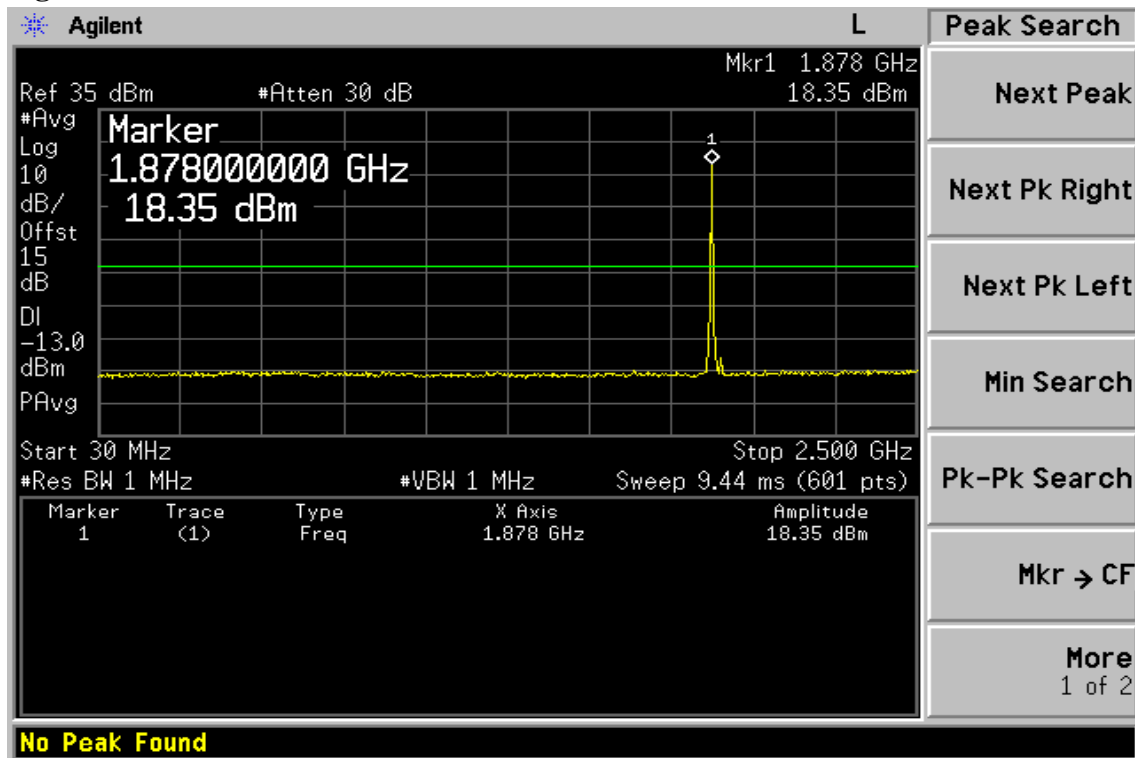 Agilent
L
Peak Search
Mkr1 1.878 GHz
Ref 35 dBm #Atten 30 dB 18.35 dBm
#Avg
Log
10
dB/
Offst
15
dB
DI
-13.0
dBm
PAvg
Marker
1.878000000 GHz
18.35 dBm
1
Start 30 MHz Stop 2.500 GHz
#Res BW 1 MHz #VBW 1 MHz Sweep 9.44 ms (601 pts)
Marker Trace Type X Axis Amplitude
1 (1) Freq 1.878 GHz 18.35 dBm
Next Peak
Next Pk Right
Next Pk Left
Min Search
Pk-Pk Search
Mkr → CF
More
1 of 2
No Peak Found